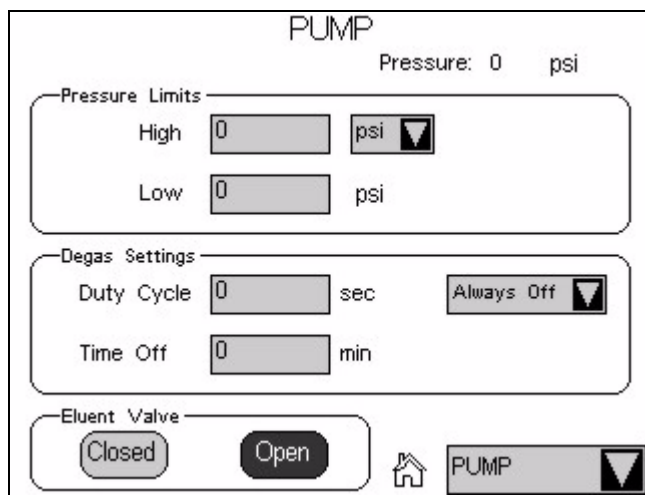 PUMP
Pressure: 0 psi
Pressure Limits
High 0 psi
Low 0 psi
Degas Settings
Duty Cycle 0 sec Always Off
Time Off 0 min
Eluent Valve
Closed Open
PUMP